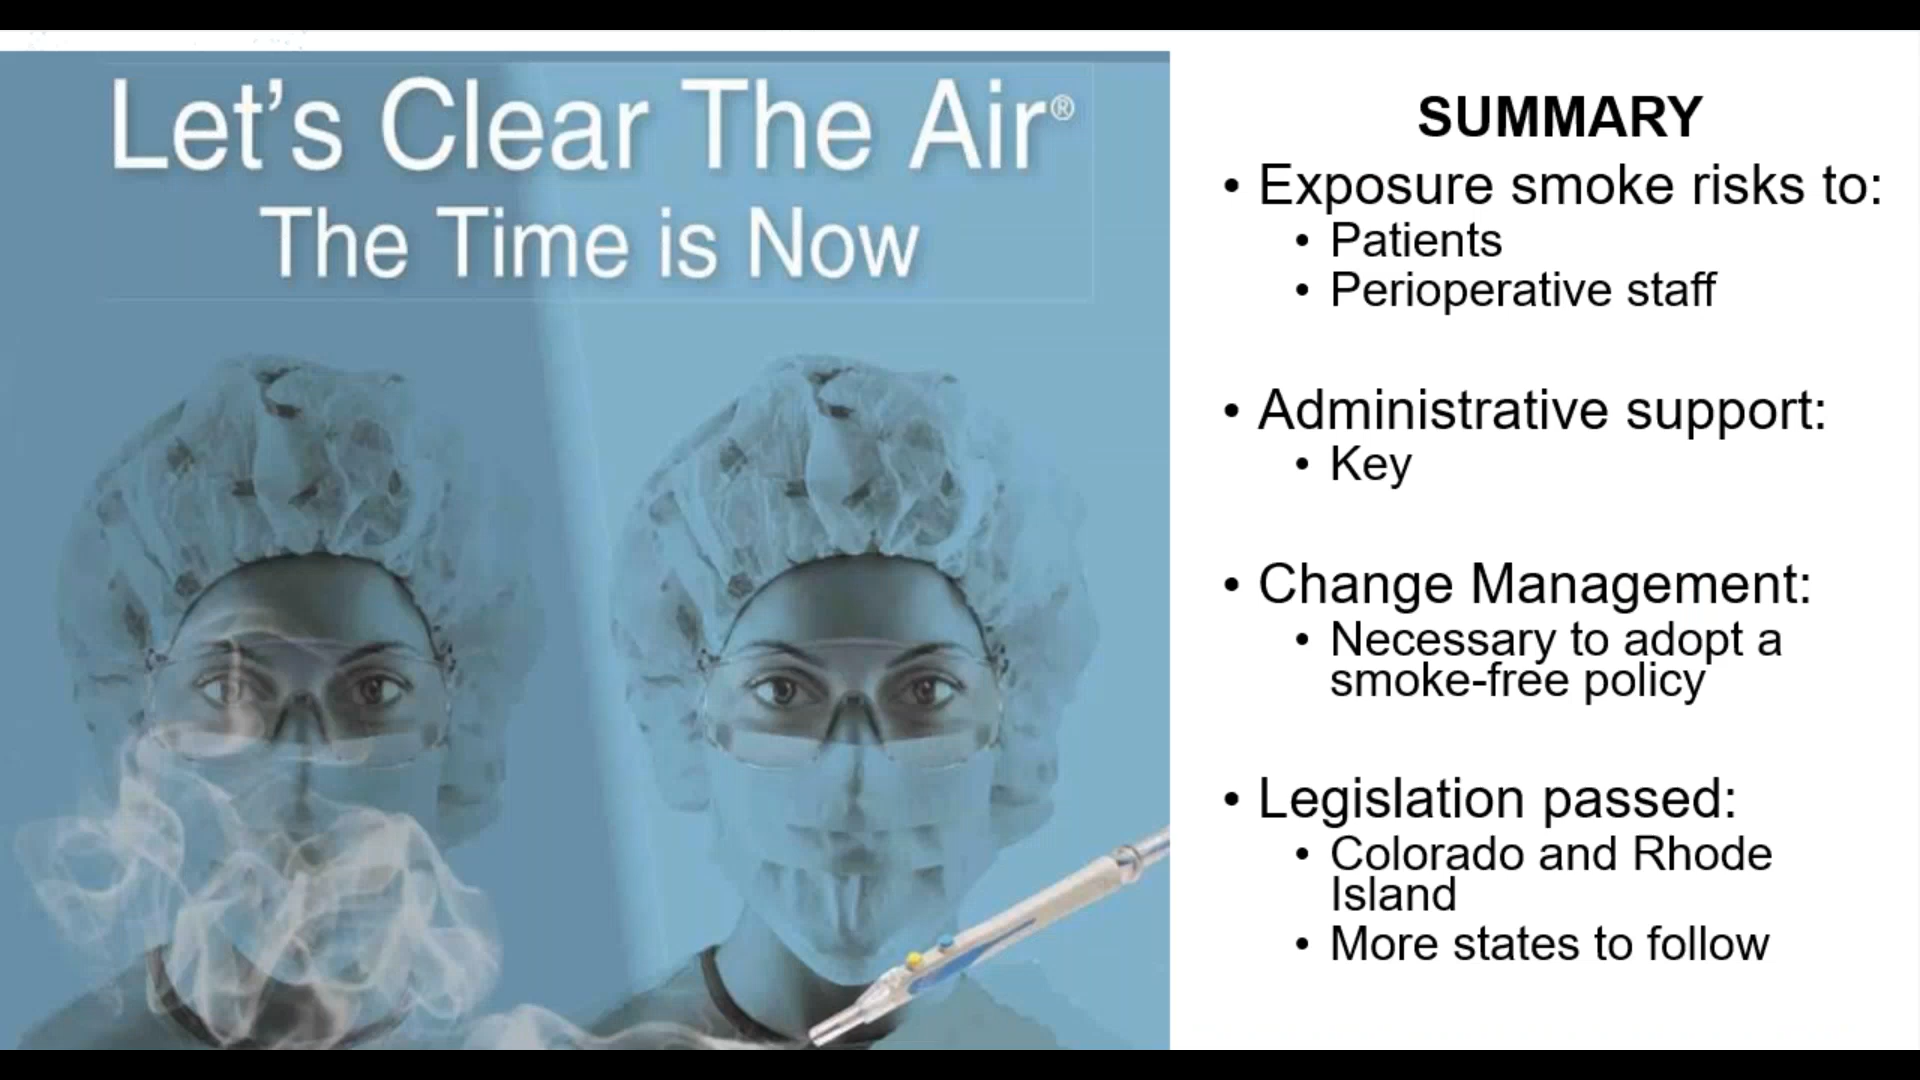 Let's Clear The Air®
The Time is Now
SUMMARY
• Exposure smoke risks to:
• Patients
• Perioperative staff
• Administrative support:
• Key
• Change Management:
• Necessary to adopt a
smoke-free policy
• Legislation passed:
• Colorado and Rhode
Island
• More states to follow